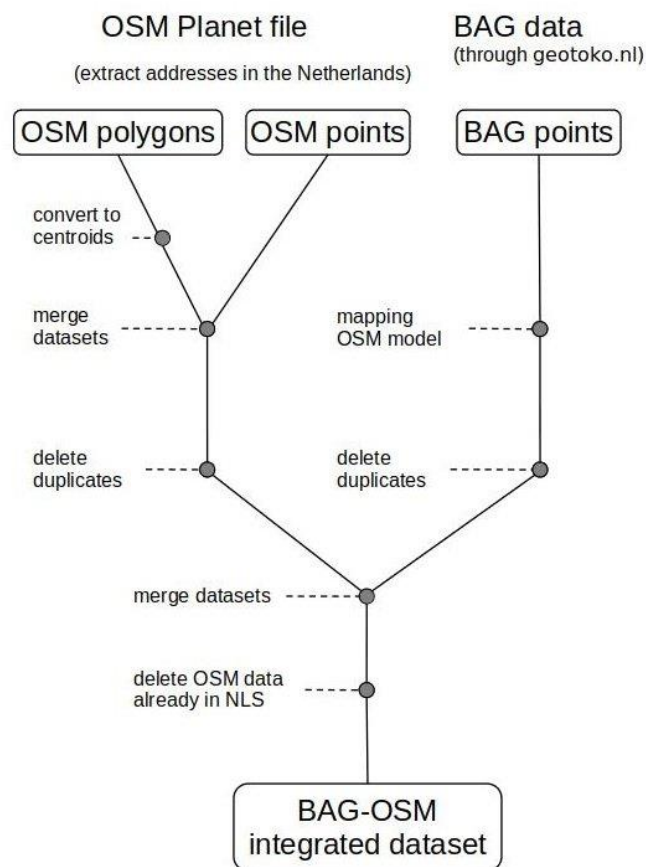 OSM Planet file
(extract addresses in the Netherlands)
BAG data
(through geotoko.nl)
OSM polygons
OSM points
BAG points
convert to
centroids
merge
datasets
mapping
OSM model
delete
duplicates
delete
duplicates
merge datasets
delete OSM data
already in NLS
BAG-OSM
integrated dataset